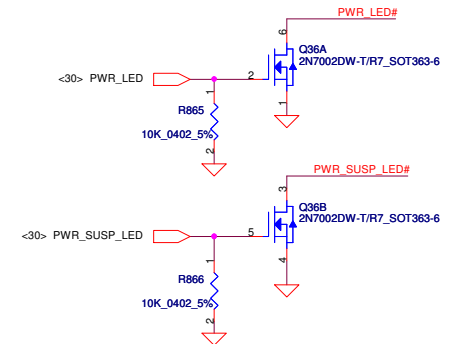 PWR_LED#
6
Q36A
2N7002DW-T/R7_SOT363-6
<30> PWR_LED
2
1
1
R865
10K_0402_5%
2
PWR_SUSP_LED#
3
Q36B
2N7002DW-T/R7_SOT363-6
<30> PWR_SUSP_LED
5
4
1
R866
10K_0402_5%
2